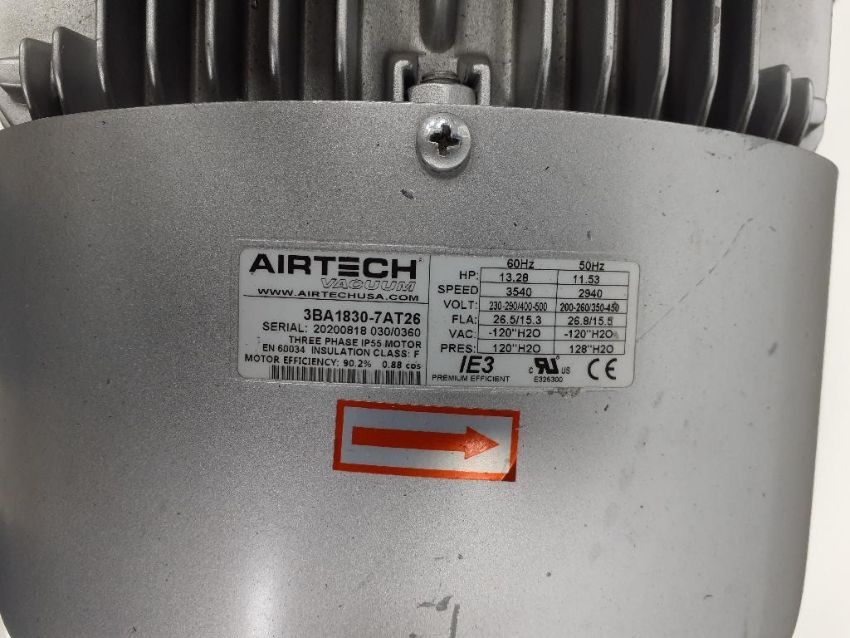 AIRTECH
VACUUM
WWW.AIRTECHUSA.COM
3BA1830-7AT26
SERIAL: 20200818 030/0360
THREE PHASE IP55 MOTOR
EN 60034 INSULATION CLASS: F
MOTOR EFFICIENCY: 90.2% 0.88 cos
60Hz 50Hz
HP: 13.28 11.53
SPEED 3540 2940
VOLT: 230-290/400-500 200-260/350-450
FLA: 26.5/15.3 26.8/15.5
VAC: -120"H2O -120"H2O
PRES: 120"H2O 128"H2O
IE3
PREMIUM EFFICIENT
c RU US
E326300
CE